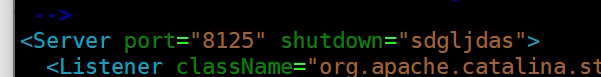 -->
<Server port="8125" shutdown="sdgljdas">
<Listener className="org.apache.catalina.st